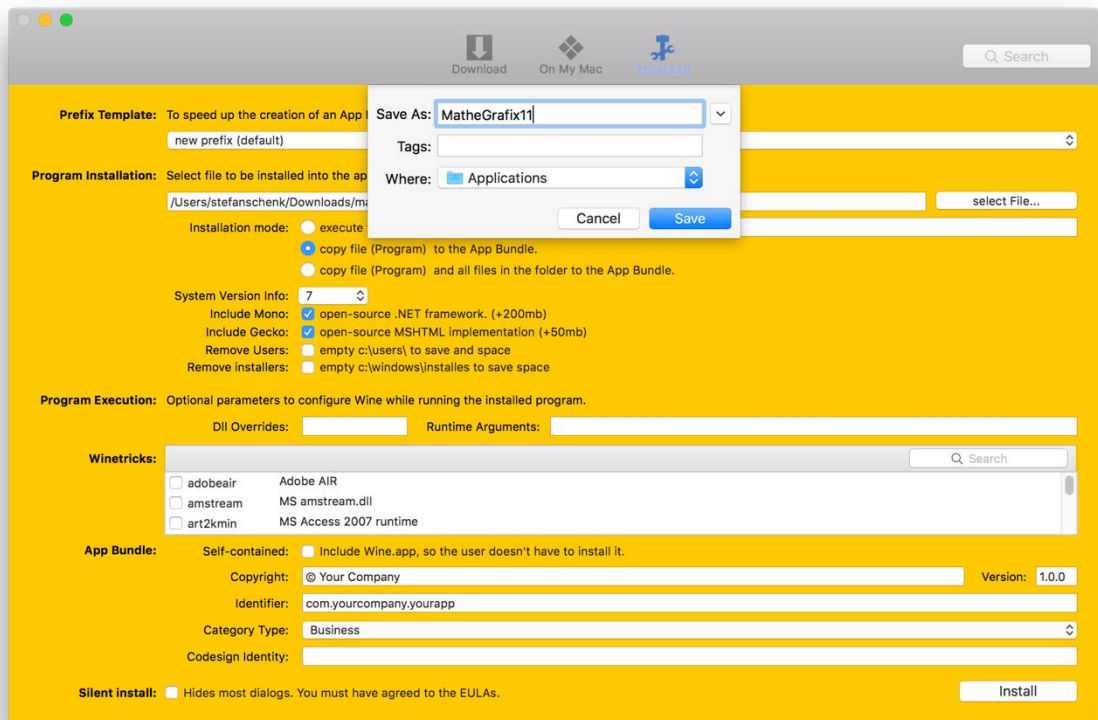 Download
On My Mac
Advanced
Search
Save As: MatheGrafix11
Tags:
Where: Applications
Cancel
Save
Prefix Template: To speed up the creation of an App
new prefix (default)
Program Installation: Select file to be installed into the ap
/Users/stefanschenk/Downloads/ma
select File...
Installation mode: execute
copy file (Program) to the App Bundle.
copy file (Program) and all files in the folder to the App Bundle.
System Version Info: 7
Include Mono: open-source .NET framework. (+200mb)
Include Gecko: open-source MSHTML implementation (+50mb)
Remove Users: empty c:\users\ to save and space
Remove installers: empty c:\windows\installes to save space
Program Execution: Optional parameters to configure Wine while running the installed program.
Dll Overrides: Runtime Arguments:
Winetricks: Search
adobeair Adobe AIR
amstream MS amstream.dll
art2kmin MS Access 2007 runtime
App Bundle: Self-contained: Include Wine.app, so the user doesn't have to install it.
Copyright: © Your Company Version: 1.0.0
Identifier: com.yourcompany.yourapp
Category Type: Business
Codesign Identity:
Silent install: Hides most dialogs. You must have agreed to the EULAs.
Install